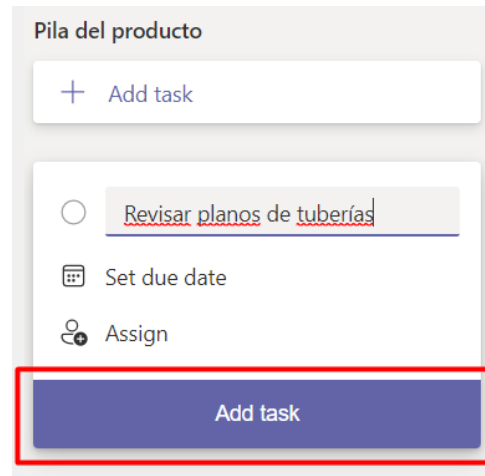 Pila del producto
+ Add task
Revisar planos de tuberías
Set due date
Assign
Add task